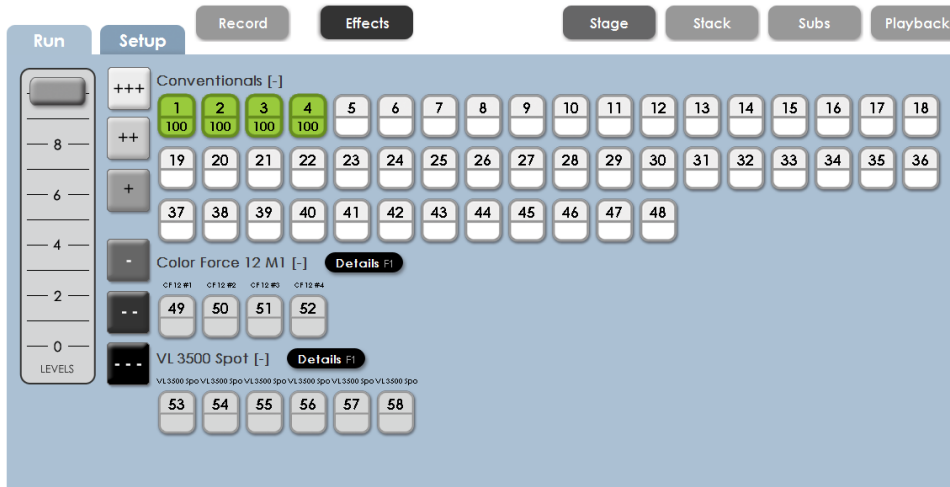 Record Effects Stage Stack Subs Playback
Run Setup
+++ Conventionals [-]
1 2 3 4 5 6 7 8 9 10 11 12 13 14 15 16 17 18
100 100 100 100
8 ++
19 20 21 22 23 24 25 26 27 28 29 30 31 32 33 34 35 36
6 +
37 38 39 40 41 42 43 44 45 46 47 48
4
- Color Force 12 M1 [-] Details F1
CF 12 #1 CF 12 #2 CF 12 #3 CF 12 #4
2 - - 49 50 51 52
0
LEVELS
- - - VL 3500 Spot [-] Details F1
VL3500 Spo VL3500 Spo VL3500 Spo VL3500 Spo VL3500 Spo VL3500 Spo
53 54 55 56 57 58